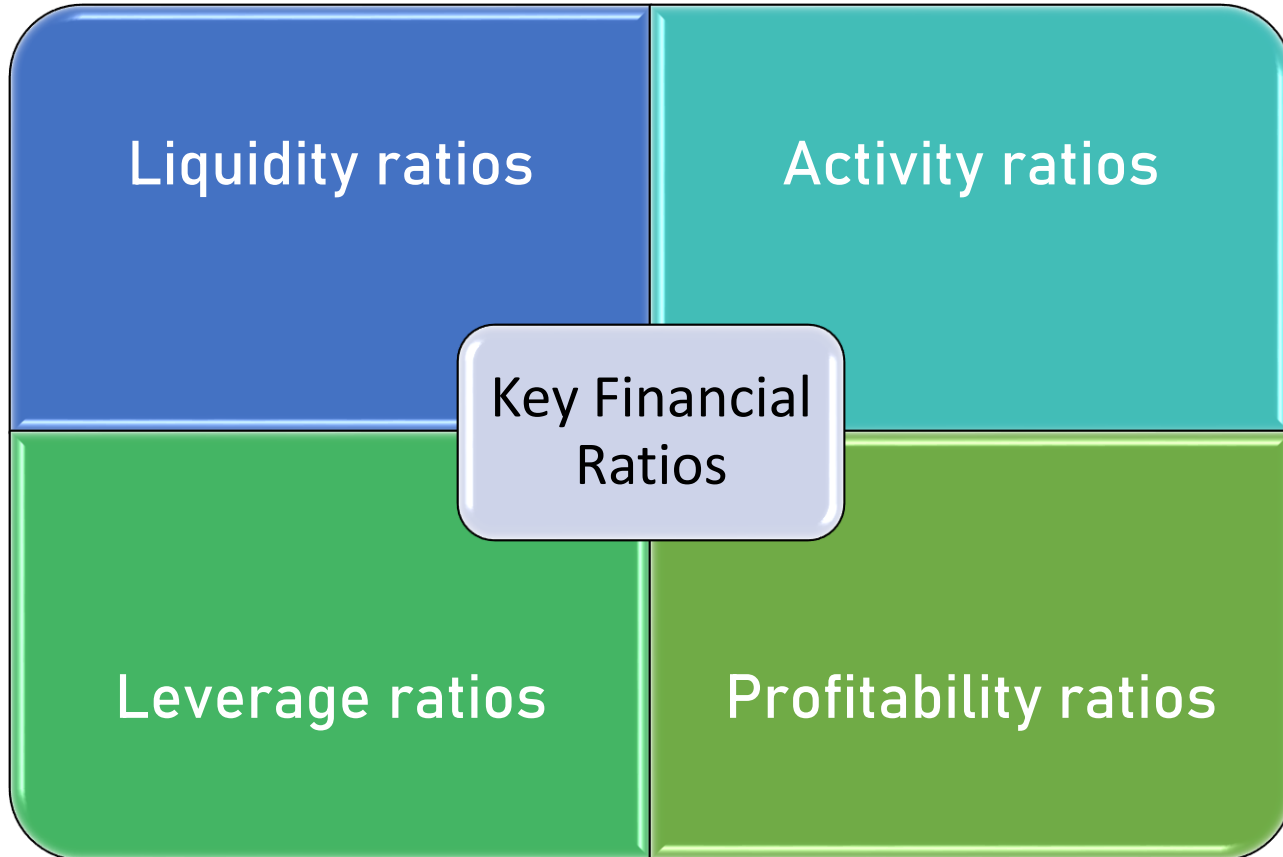 Liquidity ratios
Activity ratios
Key Financial
Ratios
Leverage ratios
Profitability ratios